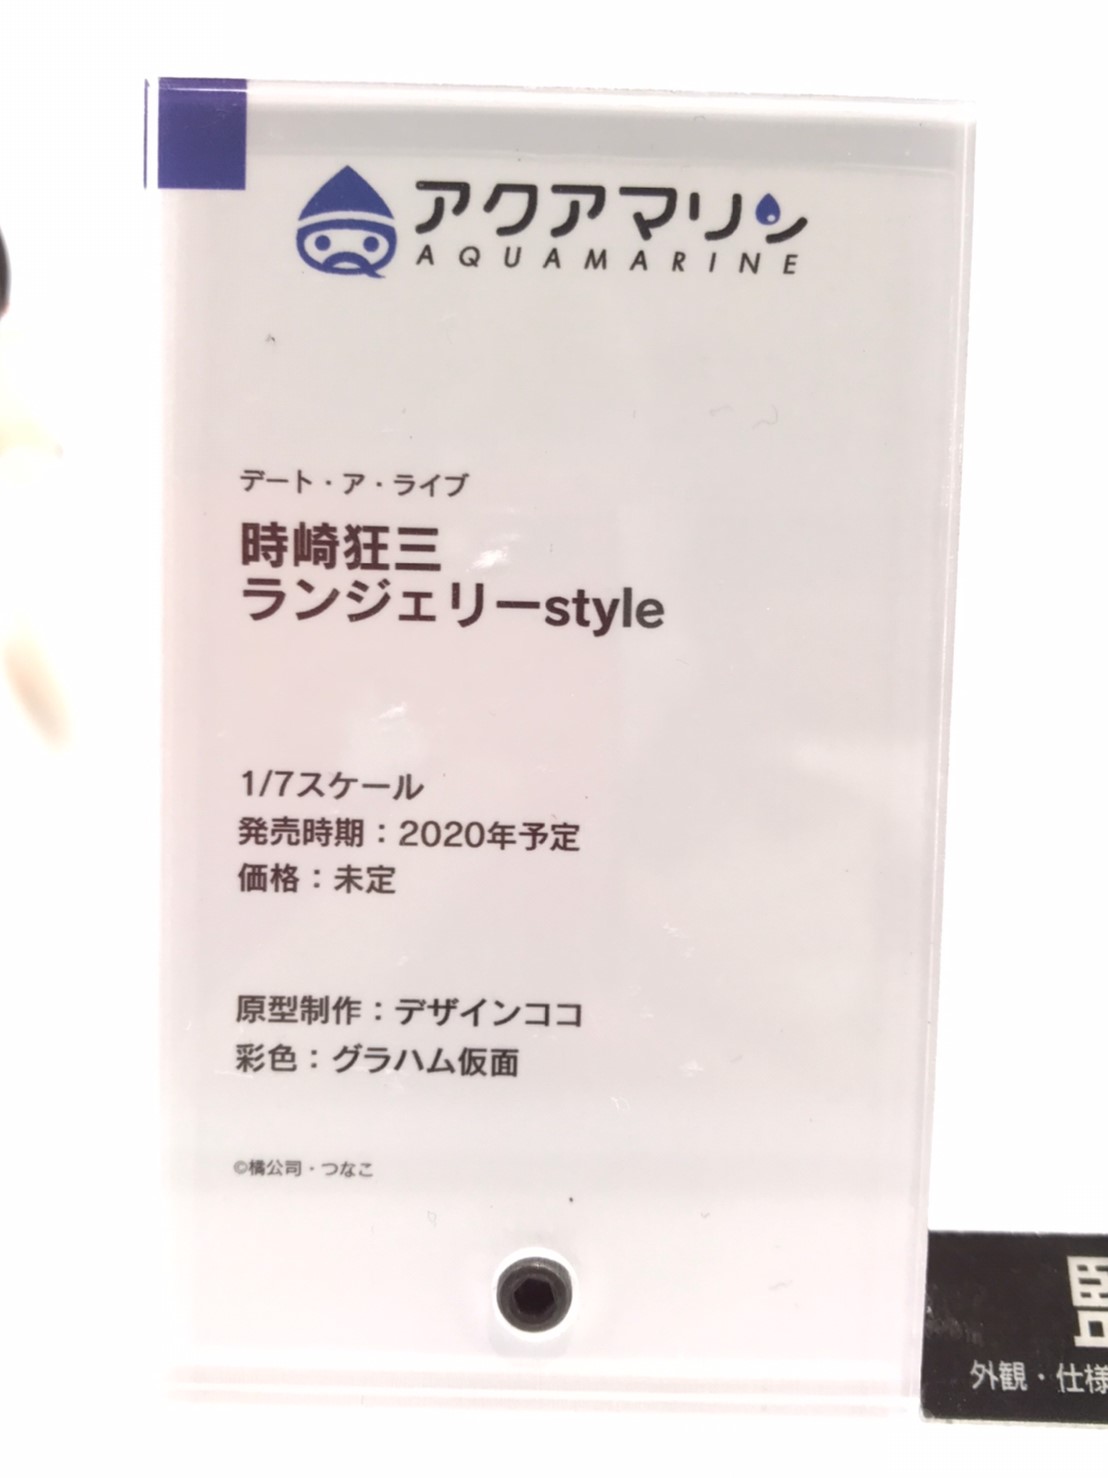 アクアマリン
AQUAMARINE
デート・ア・ライブ
時崎狂三
ランジェリーstyle
1/7スケール
発売時期：2020年予定
価格：未定
原型制作：デザインココ
彩色：グラハム仮面
©橘公司・つなこ
外観・仕様